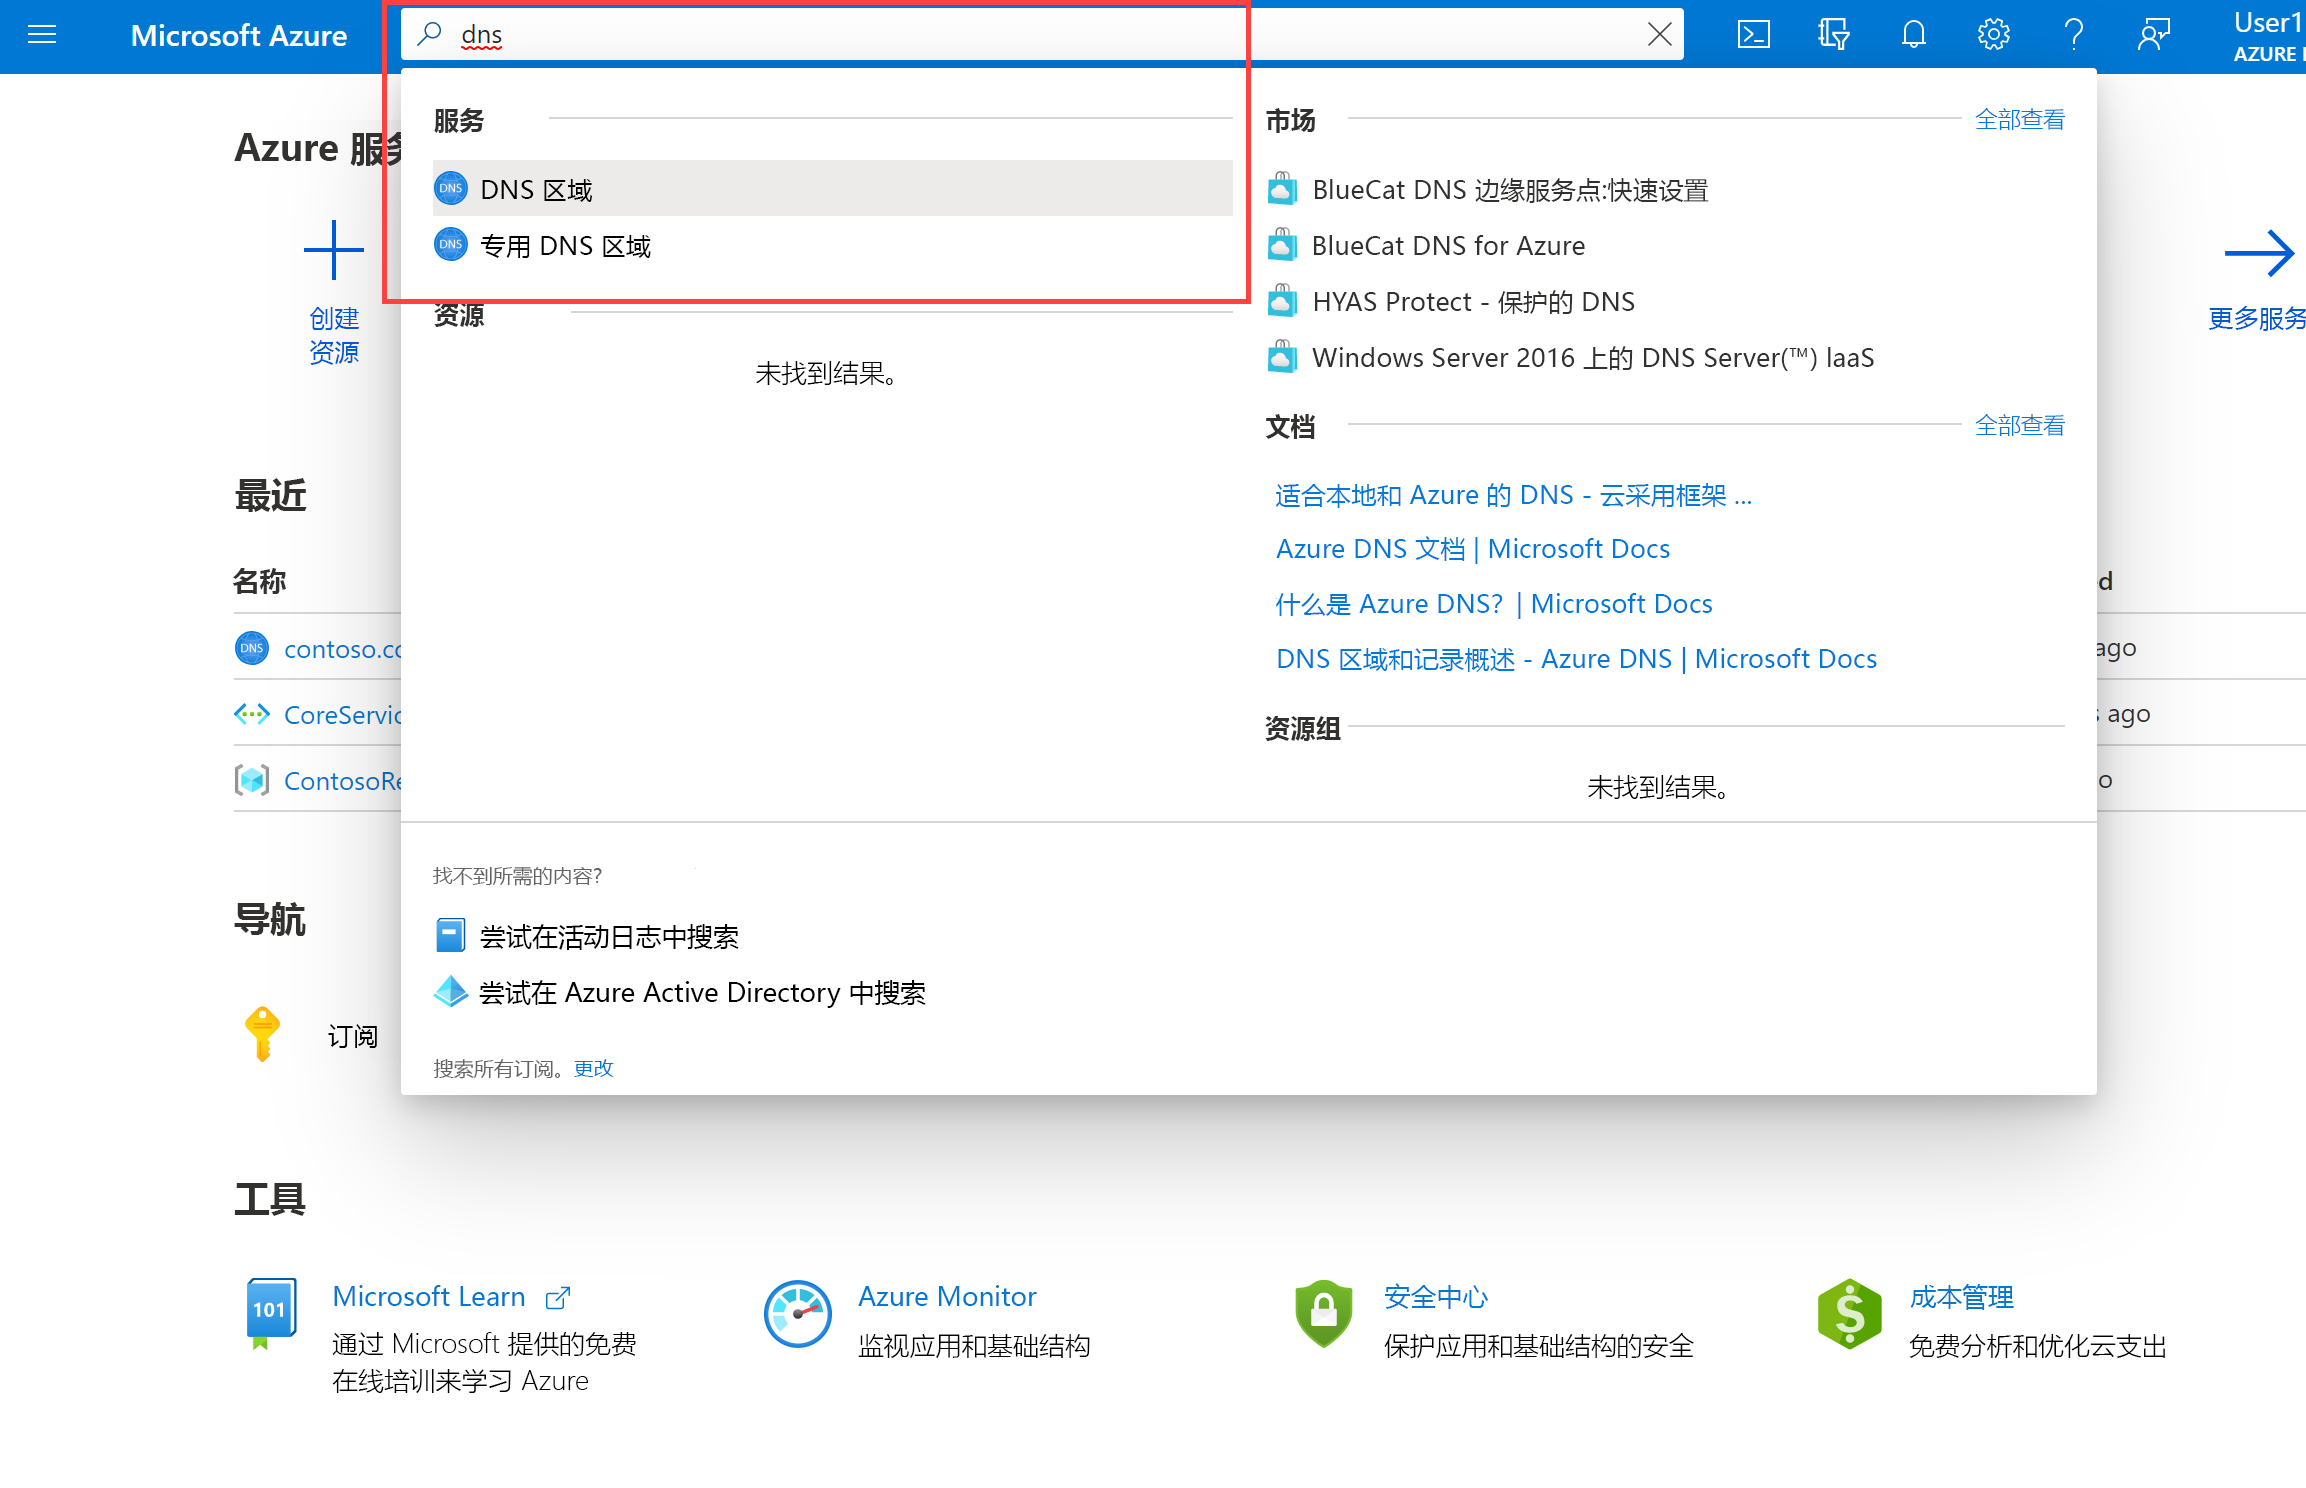 Microsoft Azure
dns
User1
AZURE
服务
DNS 区域
专用 DNS 区域
资源
未找到结果。
市场
全部查看
BlueCat DNS 边缘服务点:快速设置
BlueCat DNS for Azure
HYAS Protect - 保护的 DNS
Windows Server 2016 上的 DNS Server(™) IaaS
文档
全部查看
适合本地和 Azure 的 DNS - 云采用框架 ...
Azure DNS 文档 | Microsoft Docs
什么是 Azure DNS? | Microsoft Docs
DNS 区域和记录概述 - Azure DNS | Microsoft Docs
资源组
未找到结果。
找不到所需的内容?
尝试在活动日志中搜索
尝试在 Azure Active Directory 中搜索
搜索所有订阅。更改
Azure 服务
创建
资源
更多服务
最近
名称
DNS contoso.co
ago
CoreServic
s ago
ContosoRe
o
导航
订阅
工具
101
Microsoft Learn
通过 Microsoft 提供的免费
在线培训来学习 Azure
Azure Monitor
监视应用和基础结构
安全中心
保护应用和基础结构的安全
成本管理
免费分析和优化云支出